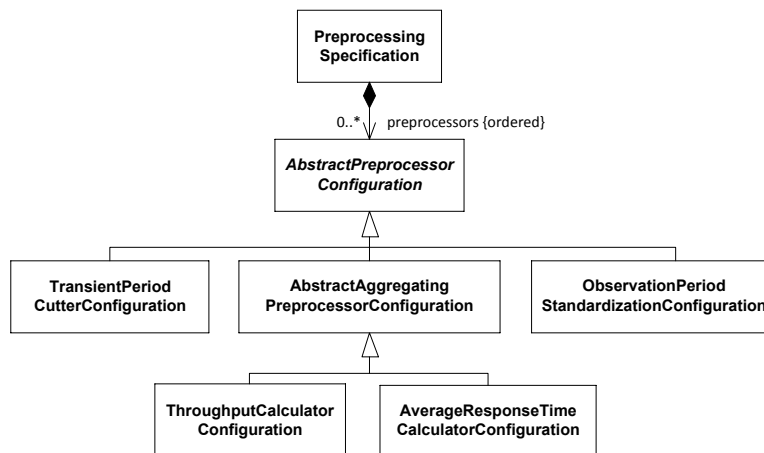 Preprocessing
Specification
0..* preprocessors {ordered}
AbstractPreprocessor
Configuration
TransientPeriod
CutterConfiguration
AbstractAggregating
PreprocessorConfiguration
ObservationPeriod
StandardizationConfiguration
ThroughputCalculator
Configuration
AverageResponseTime
CalculatorConfiguration